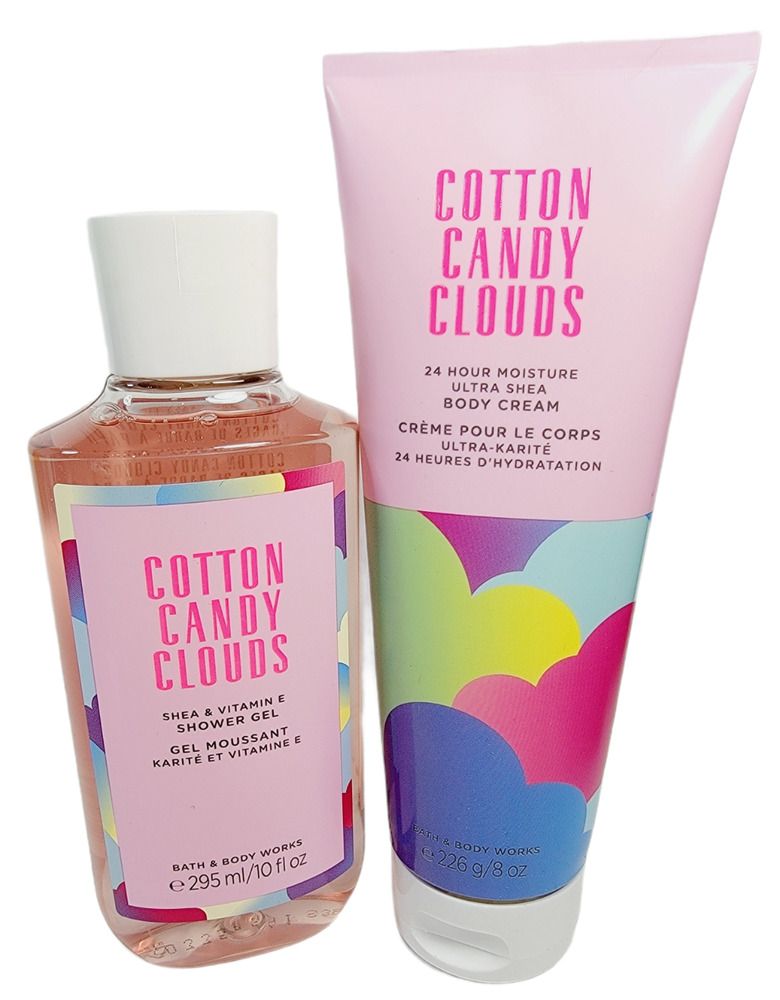 COTTON
CANDY
CLOUDS
SHEA & VITAMIN E
SHOWER GEL
GEL MOUSSANT
KARITÉ ET VITAMINE E
BATH & BODY WORKS
℮ 295 ml/10 fl oz
COTTON
CANDY
CLOUDS
24 HOUR MOISTURE
ULTRA SHEA
BODY CREAM
CRÈME POUR LE CORPS
ULTRA-KARITÉ
24 HEURES D'HYDRATATION
BATH & BODY WORKS
℮ 226 g/8 oz